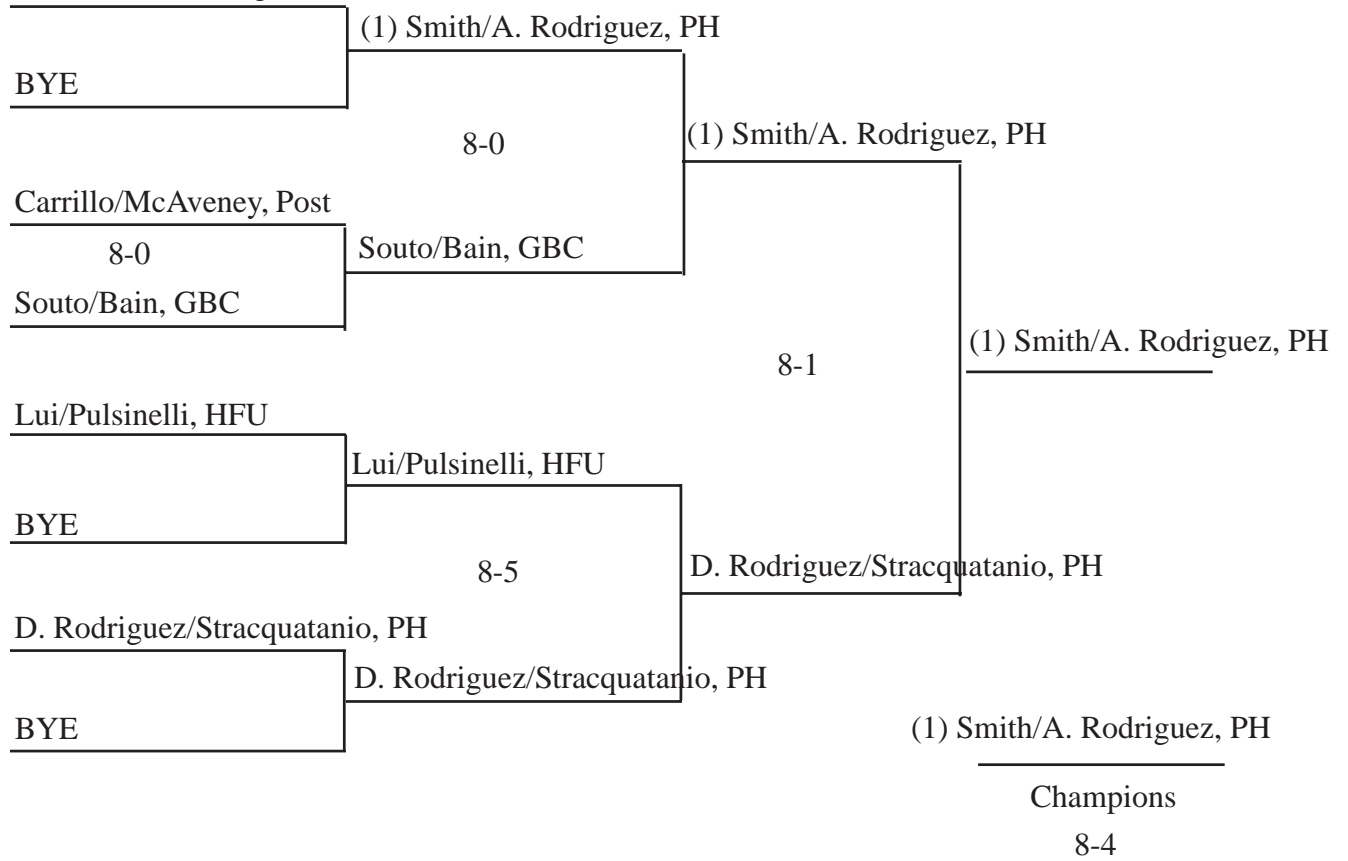 (1) Smith/A. Rodriguez, PH
BYE
8-0
(1) Smith/A. Rodriguez, PH
Carrillo/McAveney, Post
8-0
Souto/Bain, GBC
Souto/Bain, GBC
(1) Smith/A. Rodriguez, PH
8-1
Lui/Pulsinelli, HFU
Lui/Pulsinelli, HFU
BYE
8-5
D. Rodriguez/Stracquatanio, PH
D. Rodriguez/Stracquatanio, PH
D. Rodriguez/Stracquatanio, PH
BYE
(1) Smith/A. Rodriguez, PH
Champions
8-4